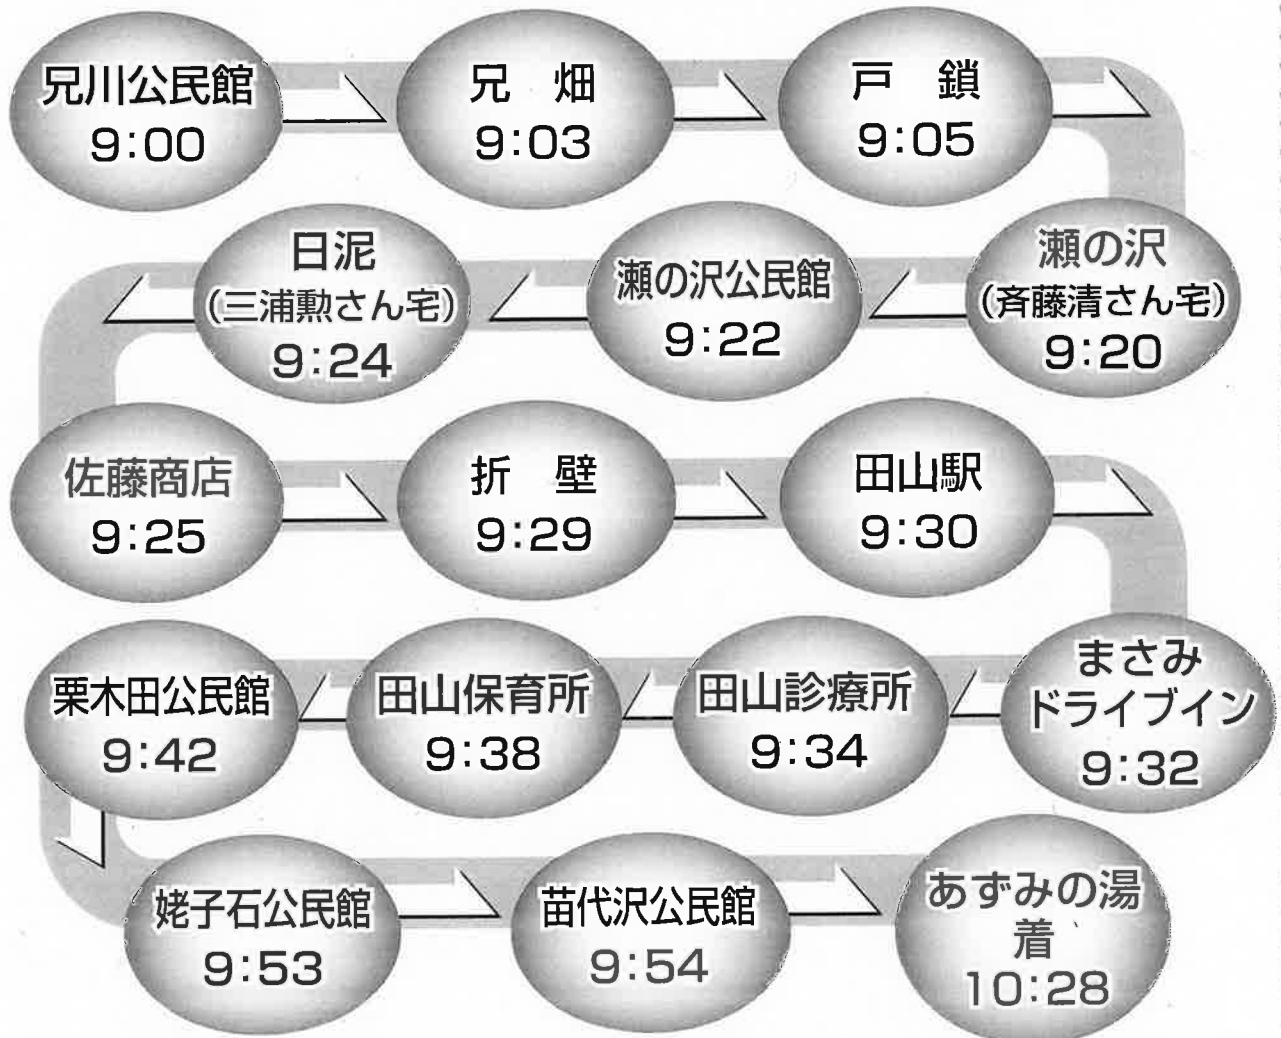 兄川公民館
9:00
兄　畑
9:03
戸　鎖
9:05
瀬の沢
(斉藤清さん宅)
9:20
瀬の沢公民館
9:22
日泥
(三浦勲さん宅)
9:24
佐藤商店
9:25
折　壁
9:29
田山駅
9:30
まさみ
ドライブイン
9:32
田山診療所
9:34
田山保育所
9:38
栗木田公民館
9:42
姥子石公民館
9:53
苗代沢公民館
9:54
あずみの湯
着
10:28